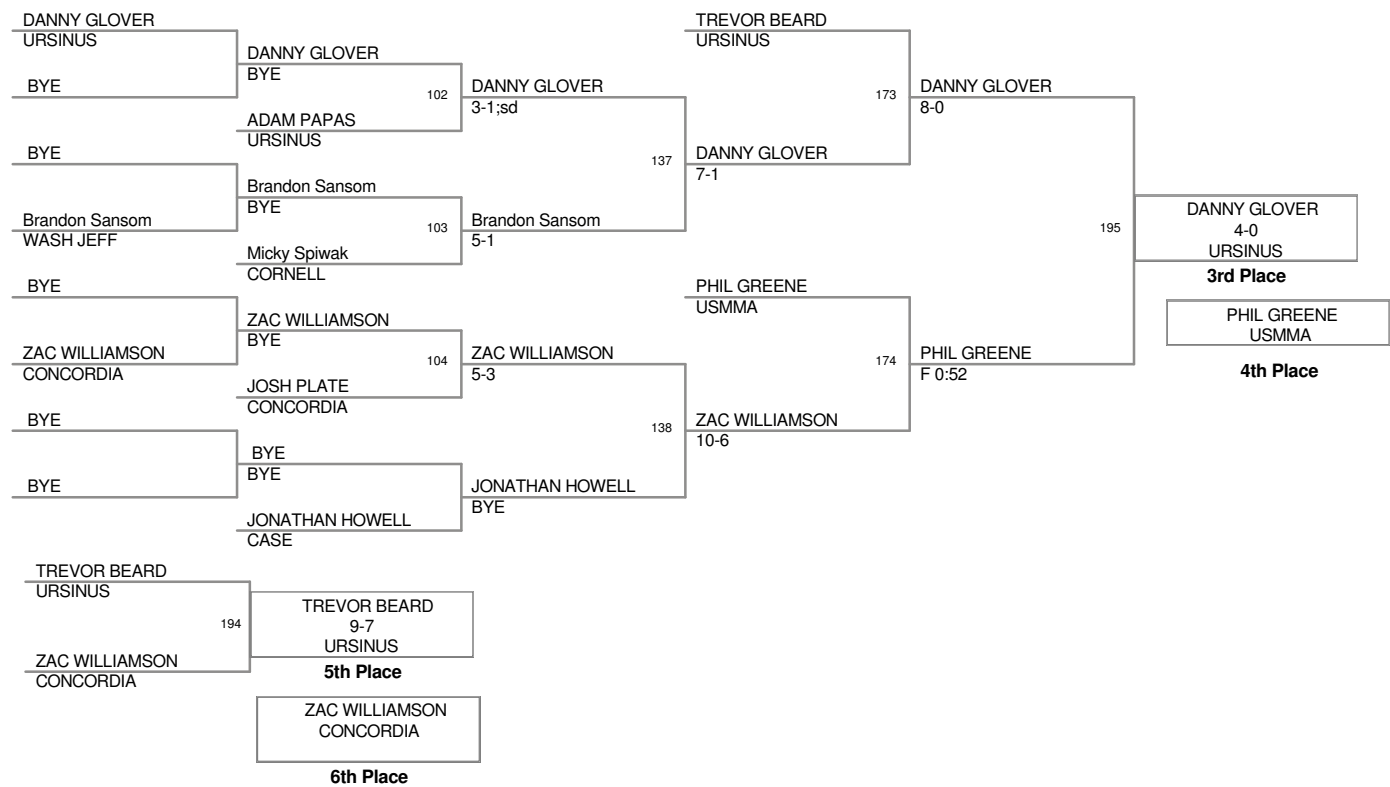 DANNY GLOVER
URSINUS
BYE
BYE
Brandon Sansom
WASH JEFF
BYE
ZAC WILLIAMSON
CONCORDIA
BYE
BYE
DANNY GLOVER
BYE
102
ADAM PAPAS
URSINUS
Brandon Sansom
BYE
103
Micky Spiwak
CORNELL
ZAC WILLIAMSON
BYE
104
JOSH PLATE
CONCORDIA
BYE
BYE
JONATHAN HOWELL
CASE
DANNY GLOVER
3-1;sd
137
Brandon Sansom
5-1
ZAC WILLIAMSON
5-3
138
JONATHAN HOWELL
BYE
TREVOR BEARD
URSINUS
173
DANNY GLOVER
7-1
PHIL GREENE
USMMA
174
ZAC WILLIAMSON
10-6
DANNY GLOVER
8-0
195
PHIL GREENE
F 0:52
DANNY GLOVER
4-0
URSINUS
3rd Place
PHIL GREENE
USMMA
4th Place
TREVOR BEARD
URSINUS
194
ZAC WILLIAMSON
CONCORDIA
TREVOR BEARD
9-7
URSINUS
5th Place
ZAC WILLIAMSON
CONCORDIA
6th Place